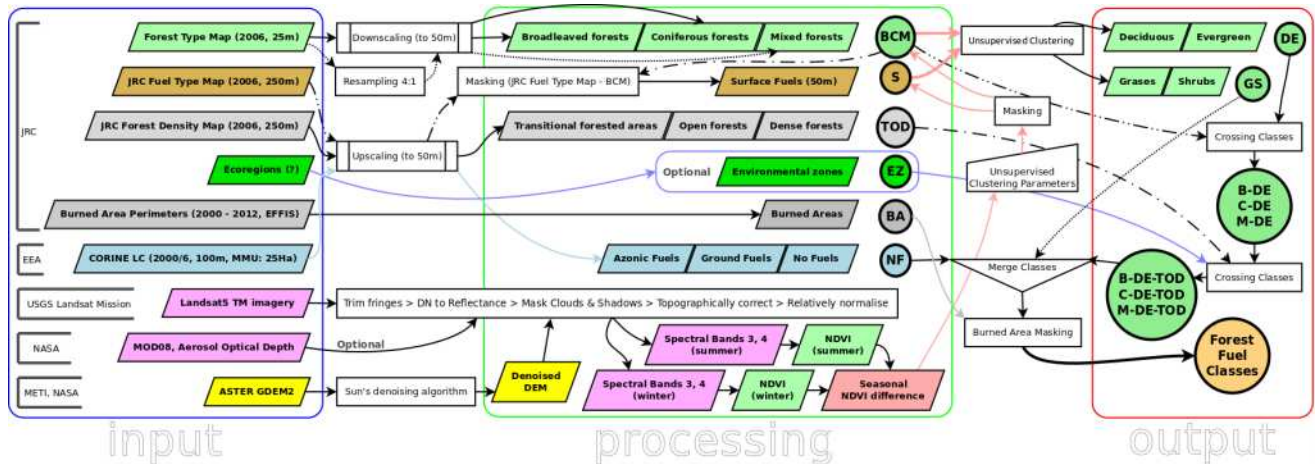 JRC
Forest Type Map (2006, 25m)
Downscaling (to 50m)
Broadleaved forests
Coniferous forests
Mixed forests
BCM
Unsupervised Clustering
Deciduous
Evergreen
DE
JRC Fuel Type Map (2006, 250m)
Resampling 4:1
Masking (JRC Fuel Type Map - BCM)
Surface Fuels (50m)
S
Grases
Shrubs
GS
JRC Forest Density Map (2006, 250m)
Upscaling (to 50m)
Transitional forested areas
Open forests
Dense forests
TOD
Masking
Crossing Classes
Ecoregions (?)
Optional
Environmental zones
EZ
Unsupervised
Clustering Parameters
B-DE
C-DE
M-DE
Burned Area Perimeters (2000 - 2012, EFFIS)
Burned Areas
BA
EEA
CORINE LC (2000/6, 100m, MMU: 25Ha)
Azonic Fuels
Ground Fuels
No Fuels
NF
Merge Classes
B-DE-TOD
C-DE-TOD
M-DE-TOD
Crossing Classes
USGS Landsat Mission
Landsat5 TM imagery
Trim fringes > DN to Reflectance > Mask Clouds & Shadows > Topographically correct > Relatively normalise
Burned Area Masking
NASA
MOD08, Aerosol Optical Depth
Optional
Spectral Bands 3, 4
(summer)
NDVI
(summer)
Forest
Fuel
Classes
METI, NASA
ASTER GDEM2
Sun's denoising algorithm
Denoised
DEM
Spectral Bands 3, 4
(winter)
NDVI
(winter)
Seasonal
NDVI difference
input
processing
output